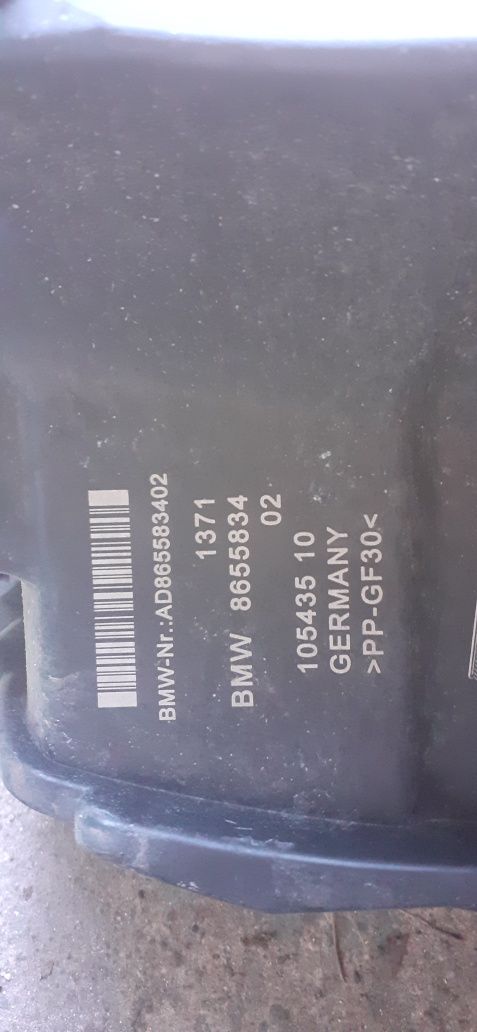 BMW-Nr.:AD865583402
1371
BMW 8655834
02
105435 10
GERMANY
>PP-GF30<